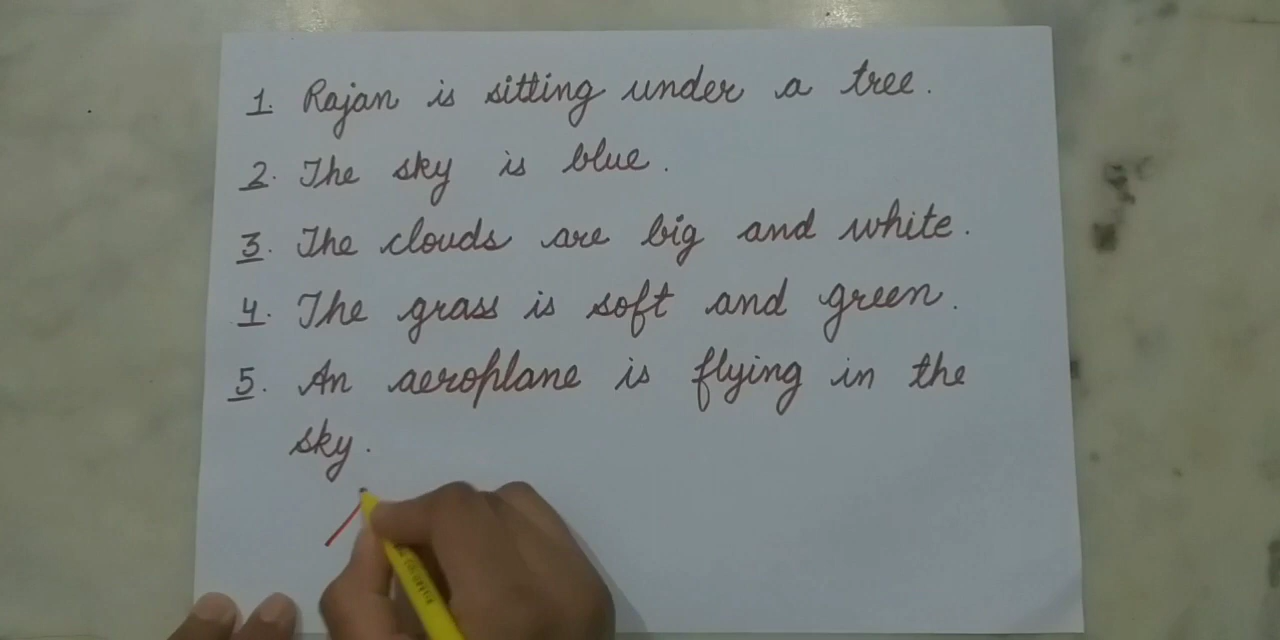 1. Rajan is sitting under a tree.
2. The sky is blue.
3. The clouds are big and white.
4. The grass is soft and green.
5. An aeroplane is flying in the
sky.